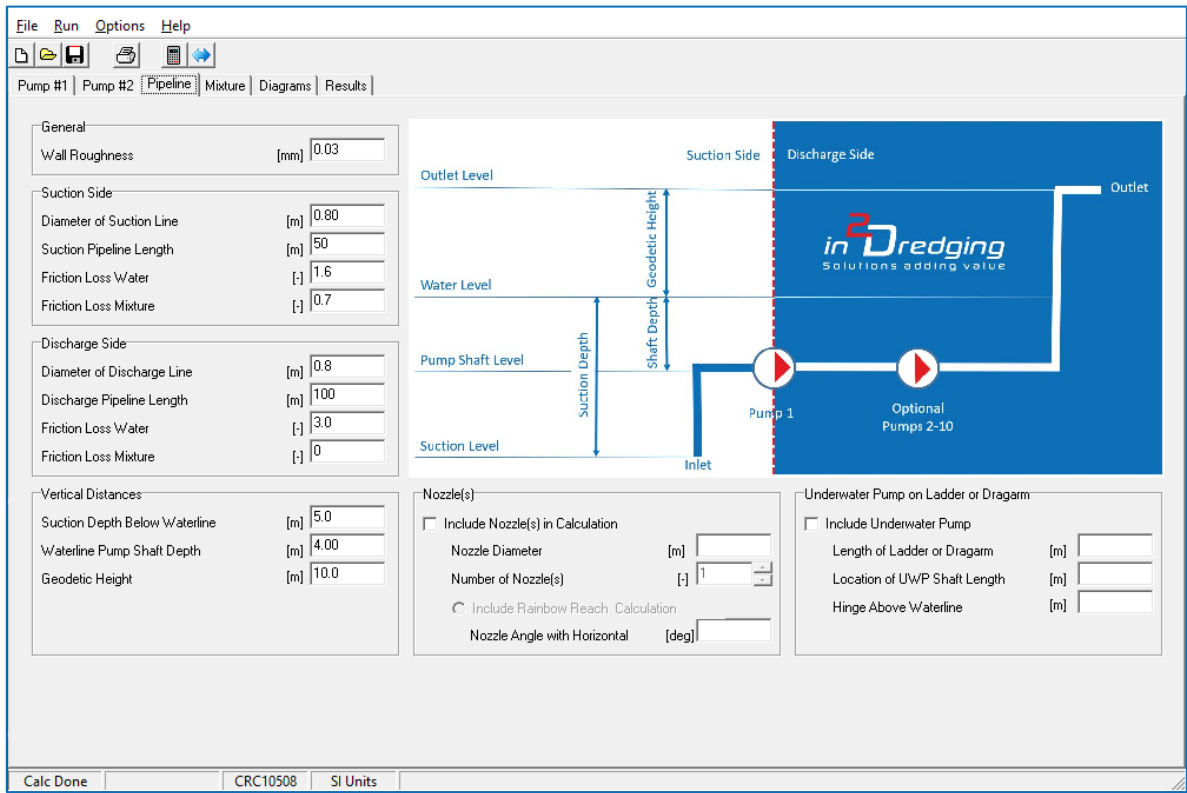 File Run Options Help
Pump #1 Pump #2 Pipeline Mixture Diagrams Results
General
Wall Roughness [mm] 0.03
Suction Side
Diameter of Suction Line [m] 0.80
Suction Pipeline Length [m] 50
Friction Loss Water [-] 1.6
Friction Loss Mixture [-] 0.7
Discharge Side
Diameter of Discharge Line [m] 0.8
Discharge Pipeline Length [m] 100
Friction Loss Water [-] 3.0
Friction Loss Mixture [-] 0
Vertical Distances
Suction Depth Below Waterline [m] 5.0
Waterline Pump Shaft Depth [m] 4.00
Geodetic Height [m] 10.0
Suction Side Discharge Side
Outlet Level
Outlet
Geodetic Height
in2Dredging
Solutions adding value
Water Level
Shaft Depth
Suction Depth
Pump Shaft Level
Pump 1
Optional
Pumps 2-10
Suction Level
Inlet
Nozzle(s)
Include Nozzle(s) in Calculation
Nozzle Diameter [m]
Number of Nozzle(s) [-] 1
Include Rainbow Reach Calculation
Nozzle Angle with Horizontal [deg]
Underwater Pump on Ladder or Dragarm
Include Underwater Pump
Length of Ladder or Dragarm [m]
Location of UWP Shaft Length [m]
Hinge Above Waterline [m]
Calc Done CRC10508 SI Units